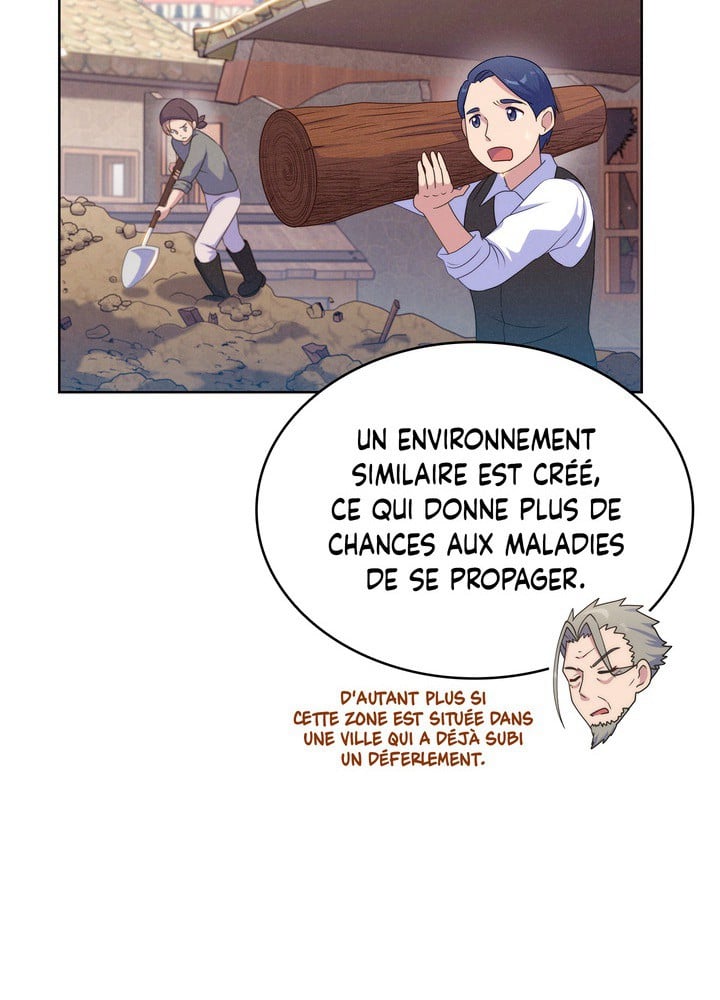 UN ENVIRONNEMENT
SIMILAIRE EST CRÉÉ,
CE QUI DONNE PLUS DE
CHANCES AUX MALADIES
DE SE PROPAGER.
D'AUTANT PLUS SI
CETTE ZONE EST SITUÉE DANS
UNE VILLE QUI A DÉJÀ SUBI
UN DÉFERLEMENT.